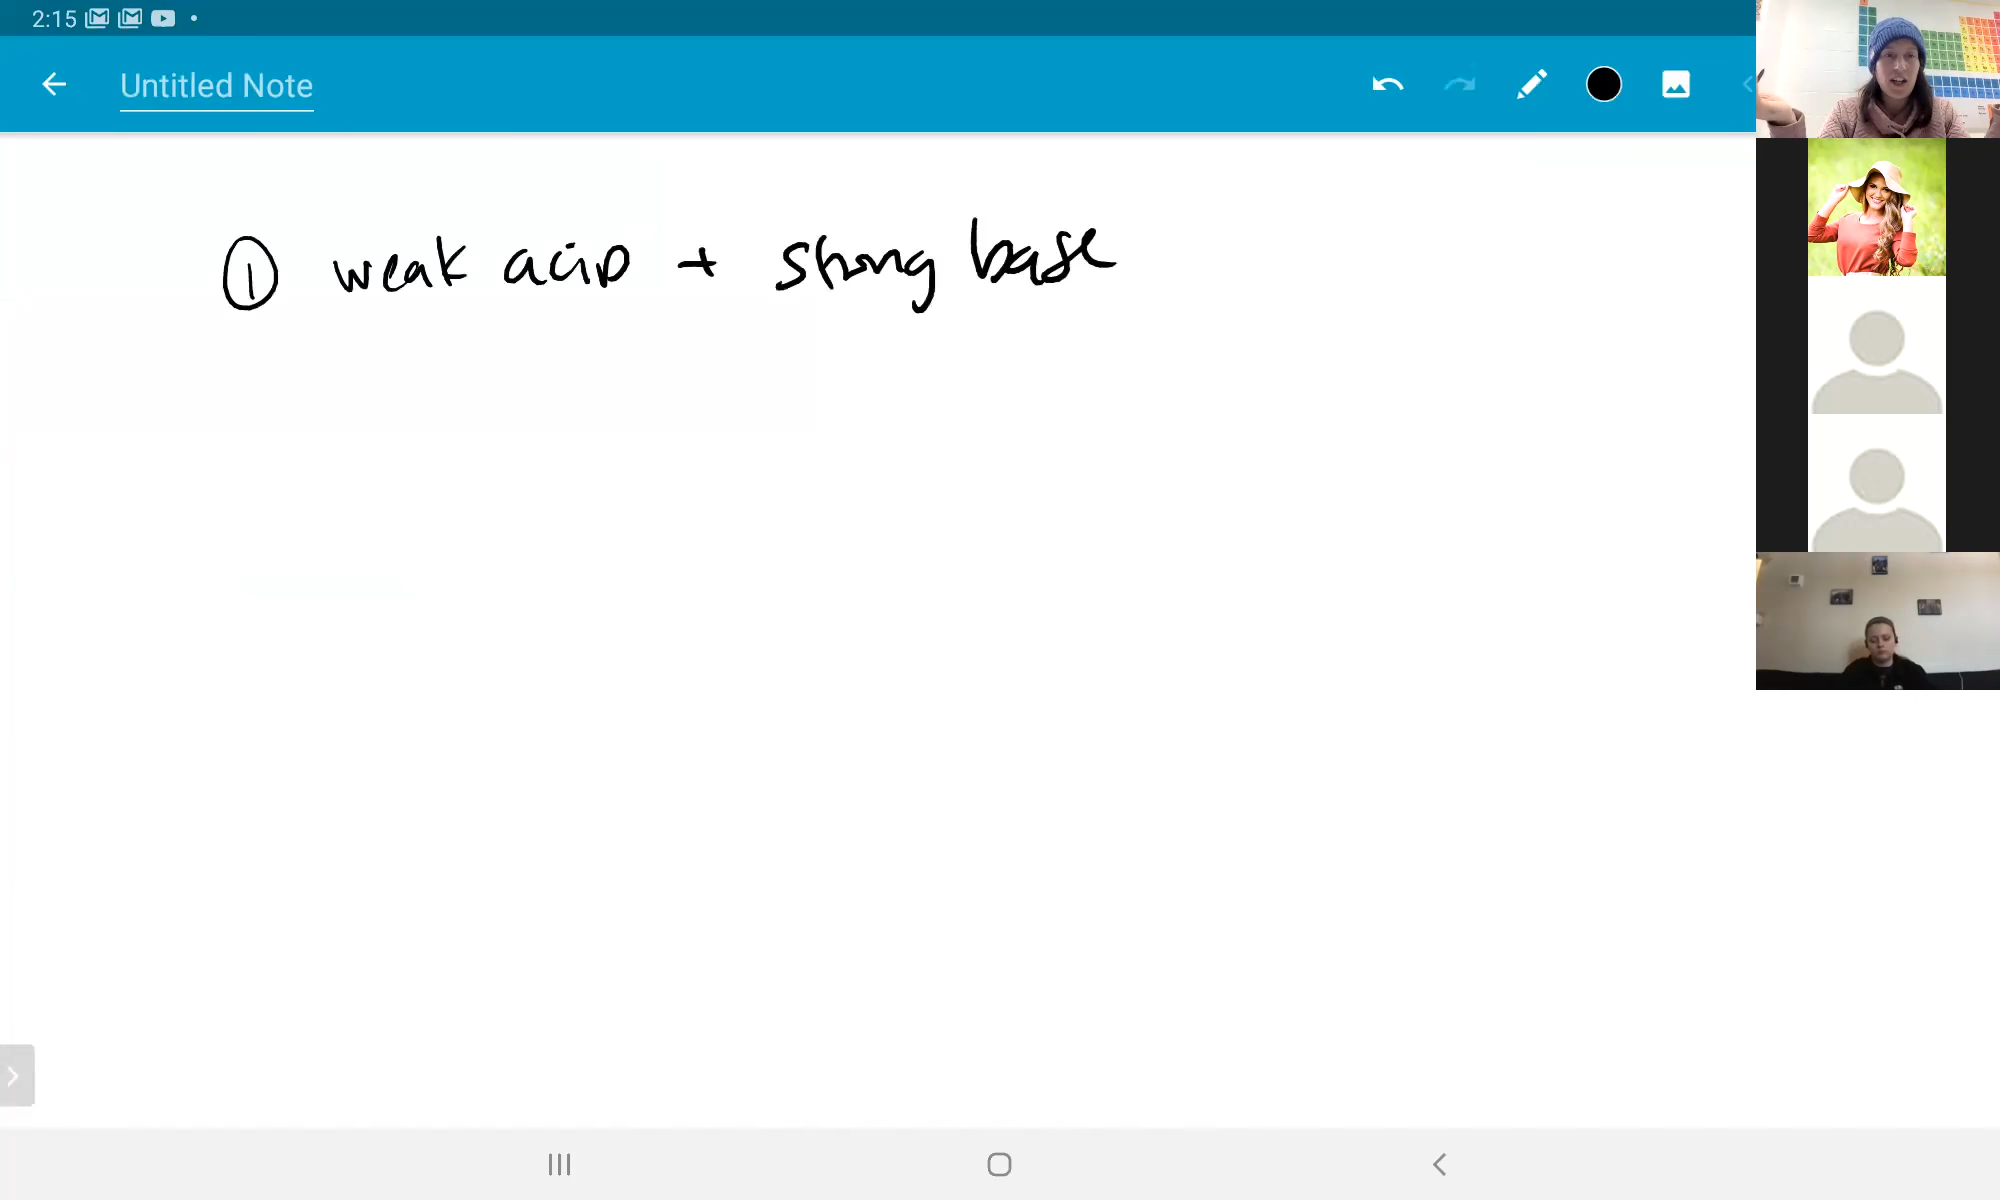 2:15
Untitled Note
① weak acid + strong base